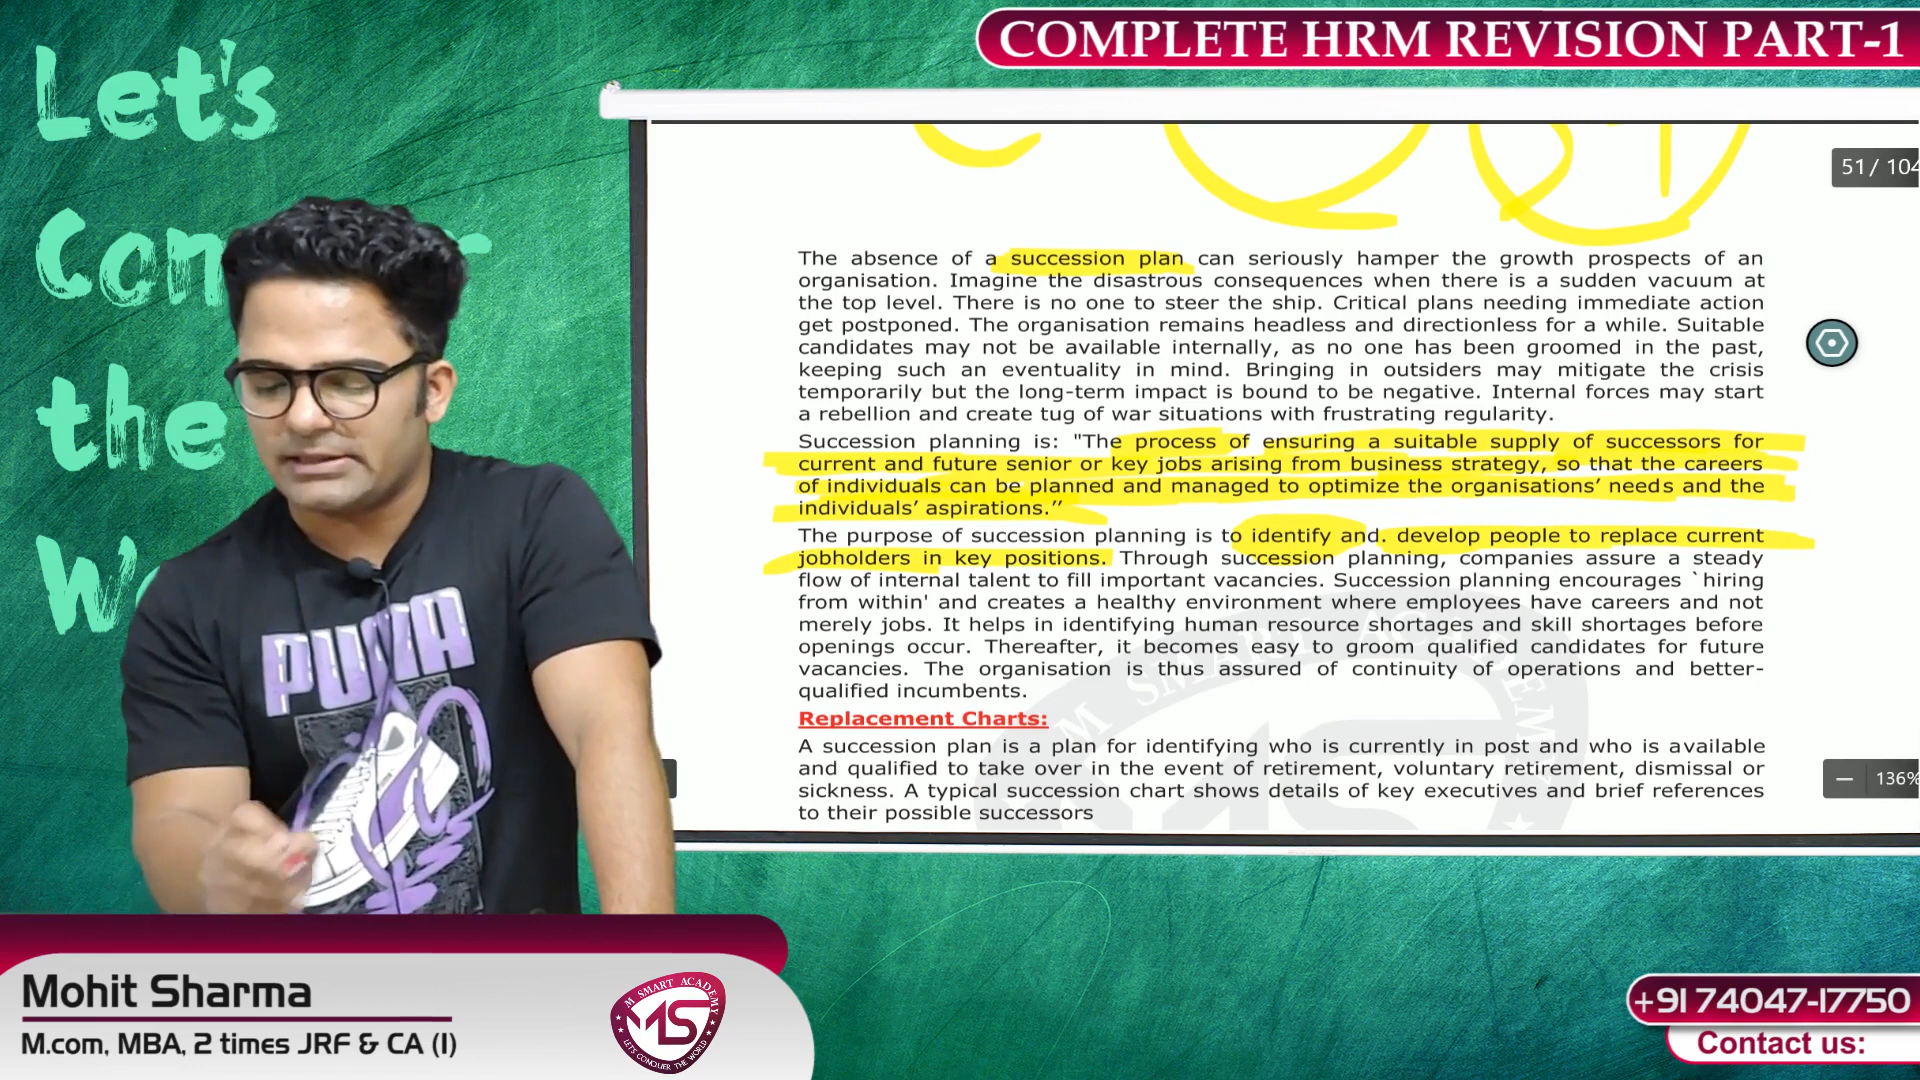 COMPLETE HRM REVISION PART-1
Let's
Con
the
W
51 / 104
The absence of a succession plan can seriously hamper the growth prospects of an
organisation. Imagine the disastrous consequences when there is a sudden vacuum at
the top level. There is no one to steer the ship. Critical plans needing immediate action
get postponed. The organisation remains headless and directionless for a while. Suitable
candidates may not be available internally, as no one has been groomed in the past,
keeping such an eventuality in mind. Bringing in outsiders may mitigate the crisis
temporarily but the long-term impact is bound to be negative. Internal forces may start
a rebellion and create tug of war situations with frustrating regularity.
Succession planning is: "The process of ensuring a suitable supply of successors for
current and future senior or key jobs arising from business strategy, so that the careers
of individuals can be planned and managed to optimize the organisations’ needs and the
individuals’ aspirations.’’
The purpose of succession planning is to identify and. develop people to replace current
jobholders in key positions. Through succession planning, companies assure a steady
flow of internal talent to fill important vacancies. Succession planning encourages `hiring
from within' and creates a healthy environment where employees have careers and not
merely jobs. It helps in identifying human resource shortages and skill shortages before
openings occur. Thereafter, it becomes easy to groom qualified candidates for future
vacancies. The organisation is thus assured of continuity of operations and better-
qualified incumbents.
Replacement Charts:
A succession plan is a plan for identifying who is currently in post and who is available
and qualified to take over in the event of retirement, voluntary retirement, dismissal or
sickness. A typical succession chart shows details of key executives and brief references
to their possible successors
136%
M SMART ACADEMY
PUMA
Mohit Sharma
M.com, MBA, 2 times JRF & CA (I)
M SMART ACADEMY
MS
LET'S CONQUER THE WORLD
+91 74047-17750
Contact us: